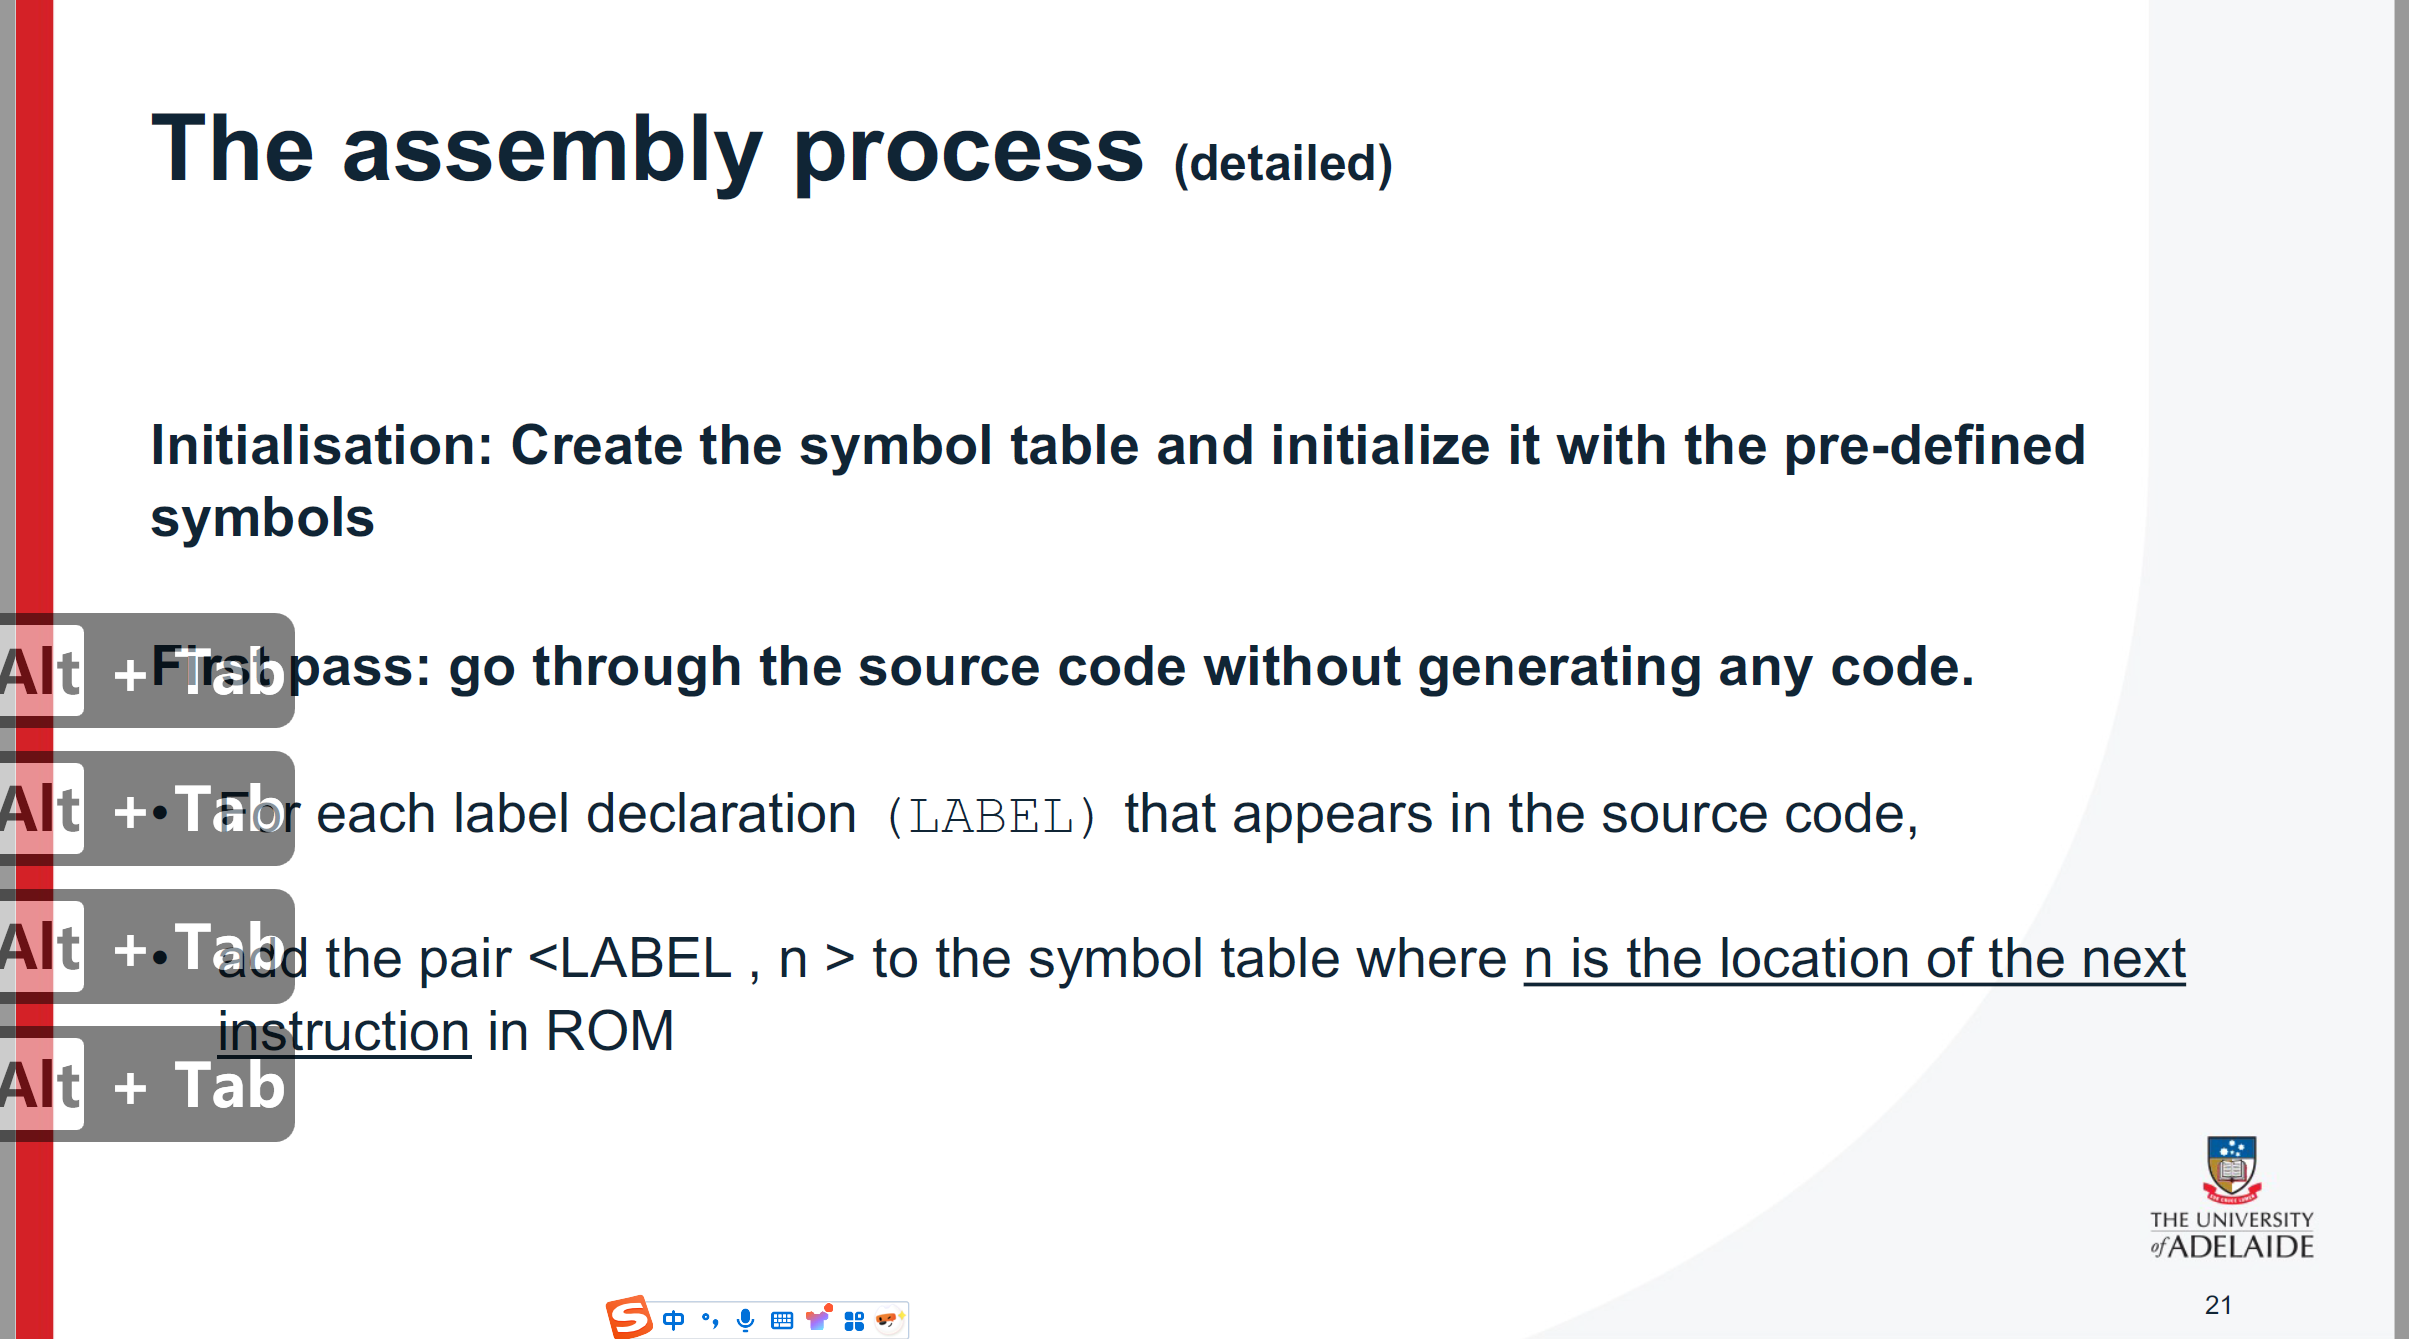 The assembly process (detailed)
Initialisation: Create the symbol table and initialize it with the pre-defined
symbols
First pass: go through the source code without generating any code.
Alt + Tab
• For each label declaration (LABEL) that appears in the source code,
Alt + Tab
• add the pair <LABEL , n > to the symbol table where n is the location of the next
Alt + Tab
instruction in ROM
Alt + Tab
THE UNIVERSITY
of ADELAIDE
21
S 中 °,